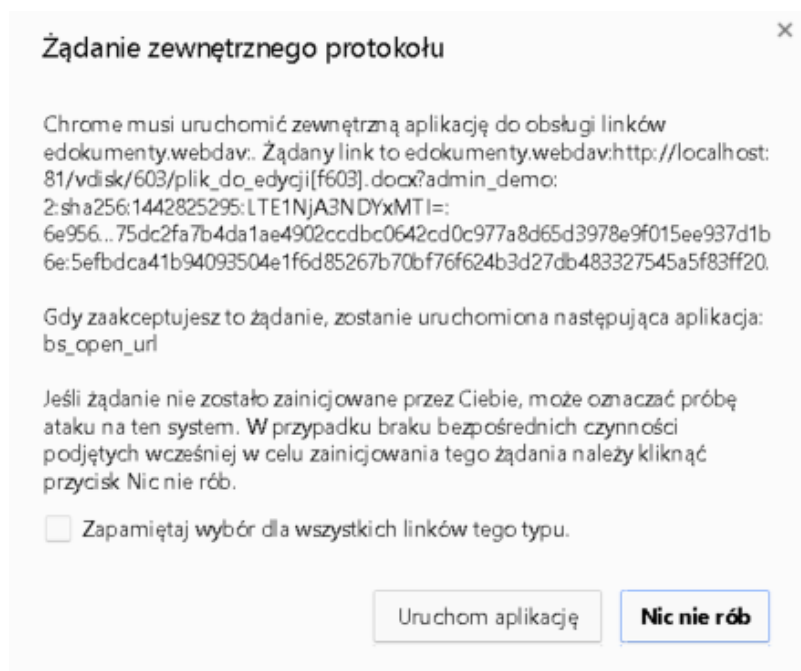 Żądanie zewnętrznego protokołu
Chrome musi uruchomić zewnętrzną aplikację do obsługi linków
edokumenty.webdav:. Żądany link to edokumenty.webdav:http://localhost:
81/vdisk/603/plik_do_edycji[f603].docx?admin_demo:
2:sha256:1442825295:LTE1NjA3NDYxMTI=:
6e956...75dc2fa7b4da1ae4902ccdbc0642cd0c977a8d65d3978e9f015ee937d1b
6e:5efbdca41b94093504e1f6d85267b70bf76f624b3d27db483327545a5f83ff20.
Gdy zaakceptujesz to żądanie, zostanie uruchomiona następująca aplikacja:
bs_open_url
Jeśli żądanie nie zostało zainicjowane przez Ciebie, może oznaczać próbę
ataku na ten system. W przypadku braku bezpośrednich czynności
podjętych wcześniej w celu zainicjowania tego żądania należy kliknąć
przycisk Nic nie rób.
Zapamiętaj wybór dla wszystkich linków tego typu.
Uruchom aplikację
Nic nie rób